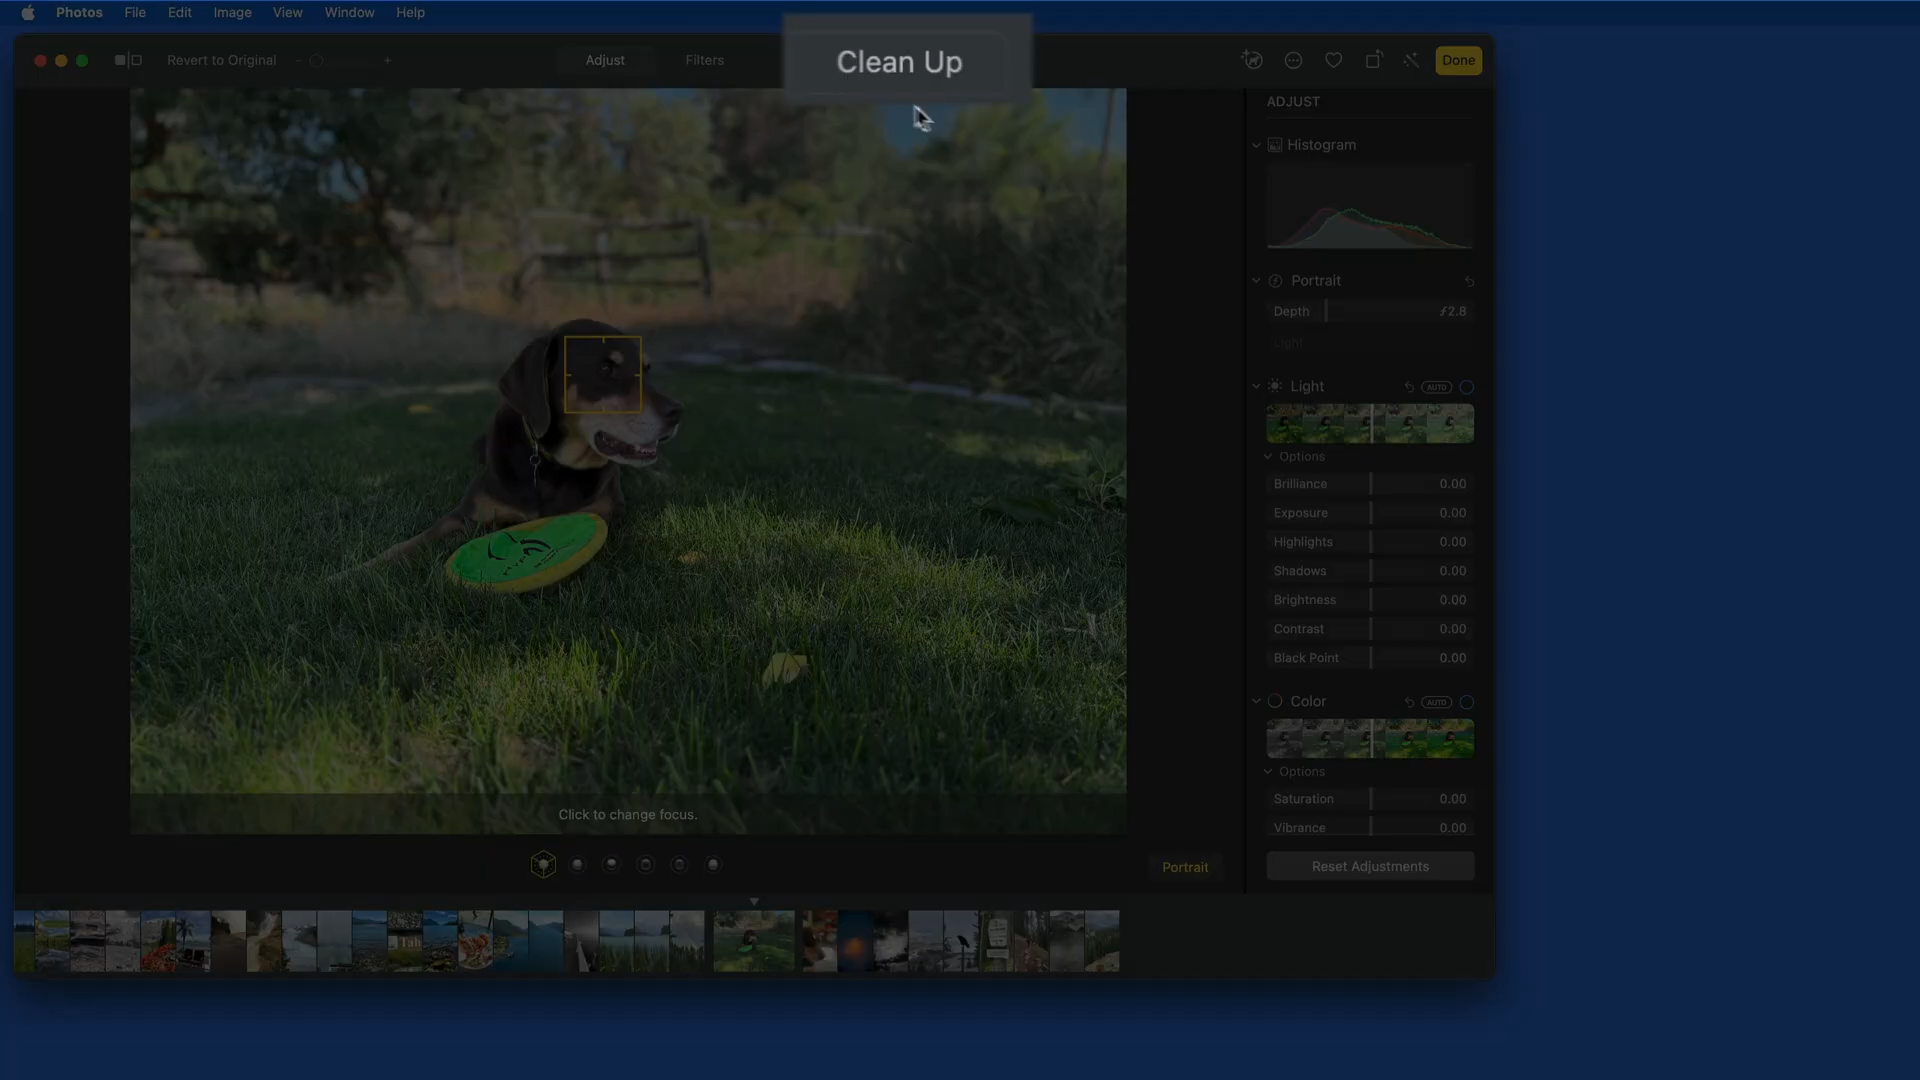 Photos File Edit Image View Window Help
Revert to Original - + Adjust Filters Clean Up Done
ADJUST
Histogram
Portrait
Depth ƒ2.8
Light
Light AUTO
Options
Brilliance 0.00
Exposure 0.00
Highlights 0.00
Shadows 0.00
Brightness 0.00
Contrast 0.00
Black Point 0.00
Color AUTO
Options
Saturation 0.00
Vibrance 0.00
Click to change focus.
Portrait
Reset Adjustments
Tab